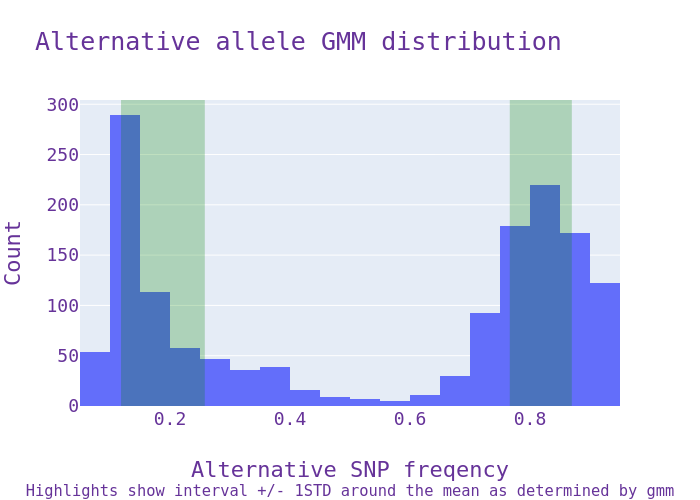 Alternative allele GMM distribution
300
250
200
150
100
50
0
Count
0.2 0.4 0.6 0.8
Alternative SNP freqency
Highlights show interval +/- 1STD around the mean as determined by gmm